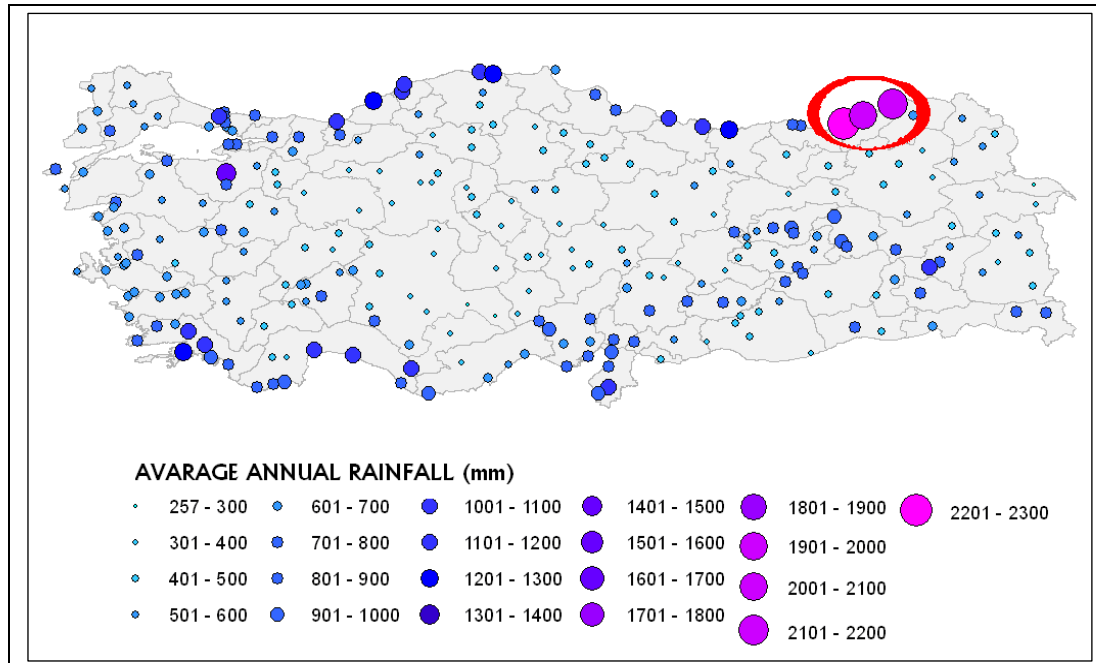 AVARAGE ANNUAL RAINFALL (mm)
257 - 300 601 - 700 1001 - 1100 1401 - 1500 1801 - 1900 2201 - 2300
301 - 400 701 - 800 1101 - 1200 1501 - 1600 1901 - 2000
401 - 500 801 - 900 1201 - 1300 1601 - 1700 2001 - 2100
501 - 600 901 - 1000 1301 - 1400 1701 - 1800 2101 - 2200